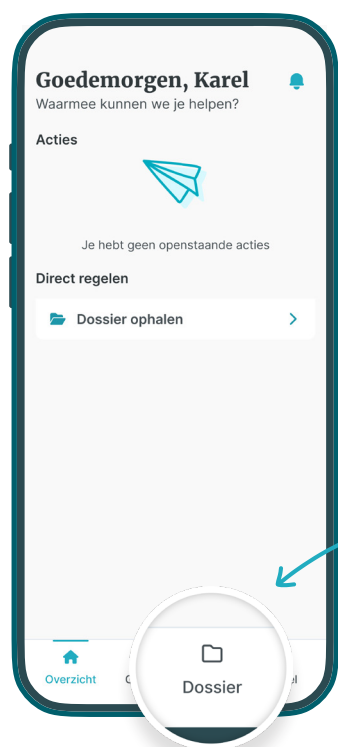 Goedemorgen, Karel
Waarmee kunnen we je helpen?
Acties
Je hebt geen openstaande acties
Direct regelen
Dossier ophalen
Overzicht
Dossier